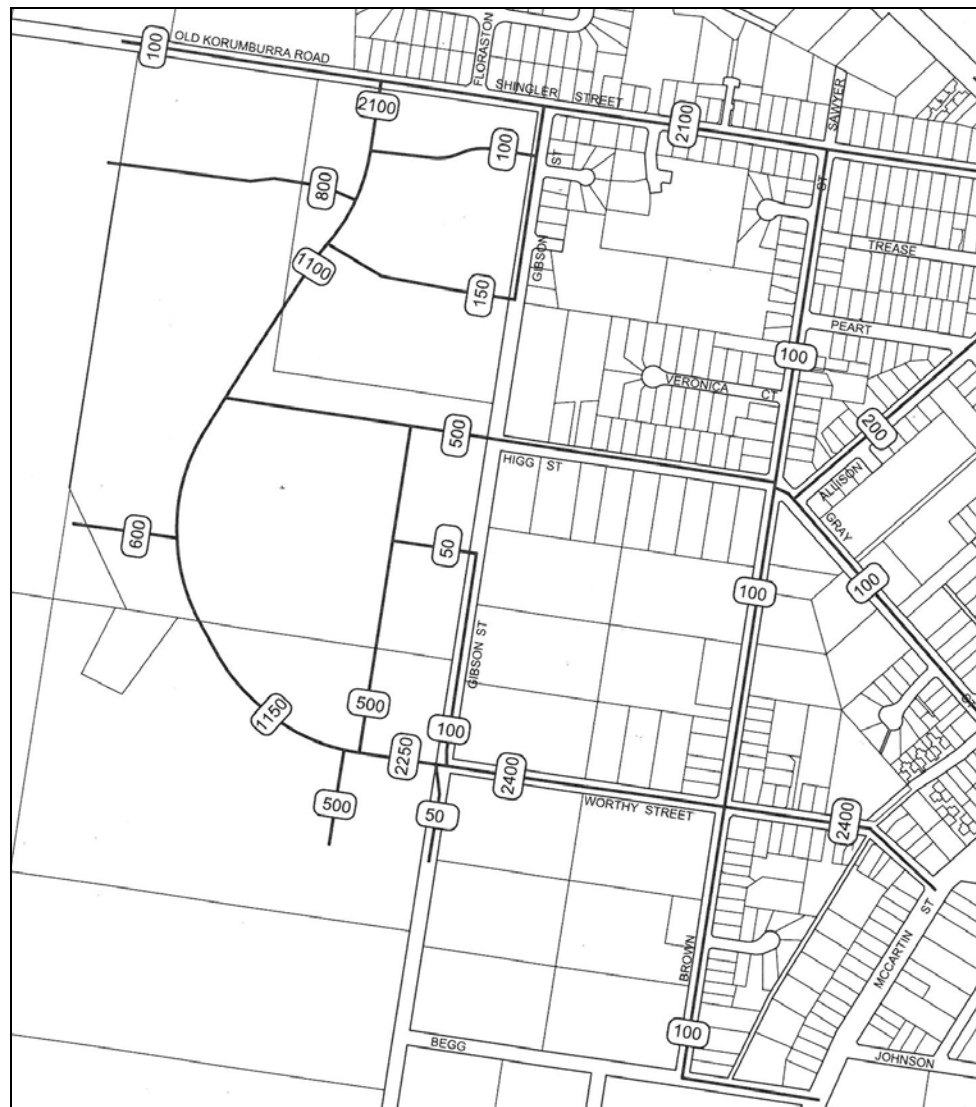 OLD KORUMBURRA ROAD
100
FLORASTON
2100
SHINGLER STREET
2100
SAWYER
100
ST
ST
800
TREASE
GIBSON
1100
150
PEART
100
VERONICA CT
200
500
HIGG ST
ALLISON
GRAY
600
50
100
100
GIBSON ST
500
1150
100
2250
2400
500
50
WORTHY STREET
2400
MCCARTIN ST
BROWN
100
BEGG
JOHNSON